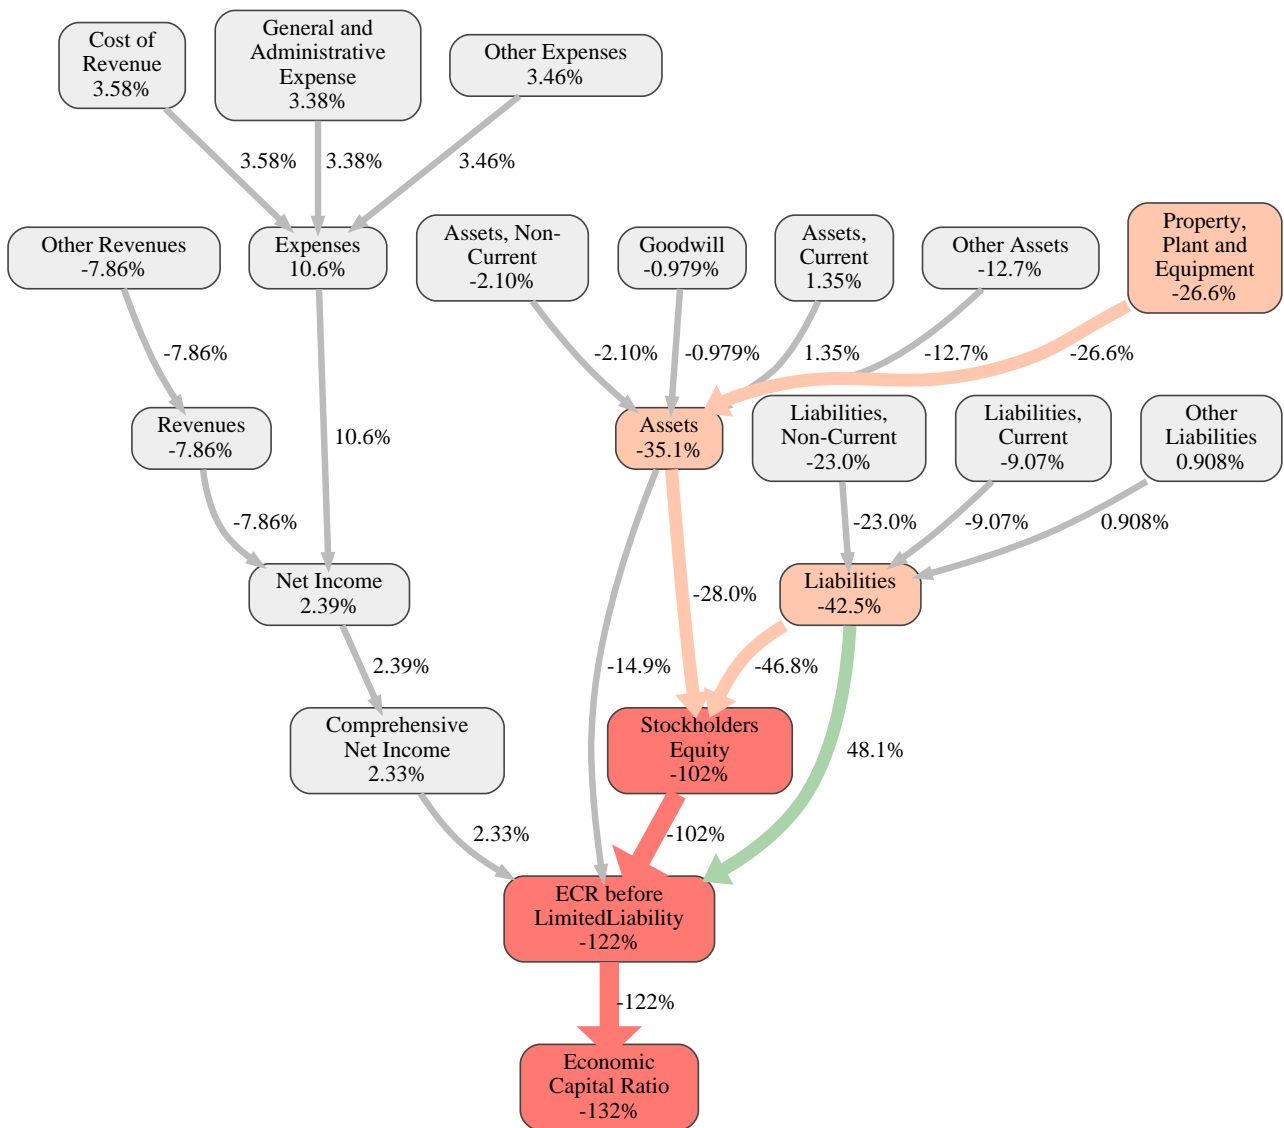 Cost of
Revenue
3.58%
General and
Administrative
Expense
3.38%
Other Expenses
3.46%
3.58%
3.38%
3.46%
Other Revenues
-7.86%
Expenses
10.6%
Assets, Non-
Current
-2.10%
Goodwill
-0.979%
Assets,
Current
1.35%
Other Assets
-12.7%
Property,
Plant and
Equipment
-26.6%
-7.86%
-2.10%
-0.979%
1.35%
-12.7%
-26.6%
Revenues
-7.86%
10.6%
Assets
-35.1%
Liabilities,
Non-Current
-23.0%
Liabilities,
Current
-9.07%
Other
Liabilities
0.908%
-7.86%
-23.0%
-9.07%
0.908%
Net Income
2.39%
-28.0%
Liabilities
-42.5%
2.39%
-14.9%
-46.8%
Comprehensive
Net Income
2.33%
Stockholders
Equity
-102%
48.1%
2.33%
-102%
ECR before
LimitedLiability
-122%
-122%
Economic
Capital Ratio
-132%